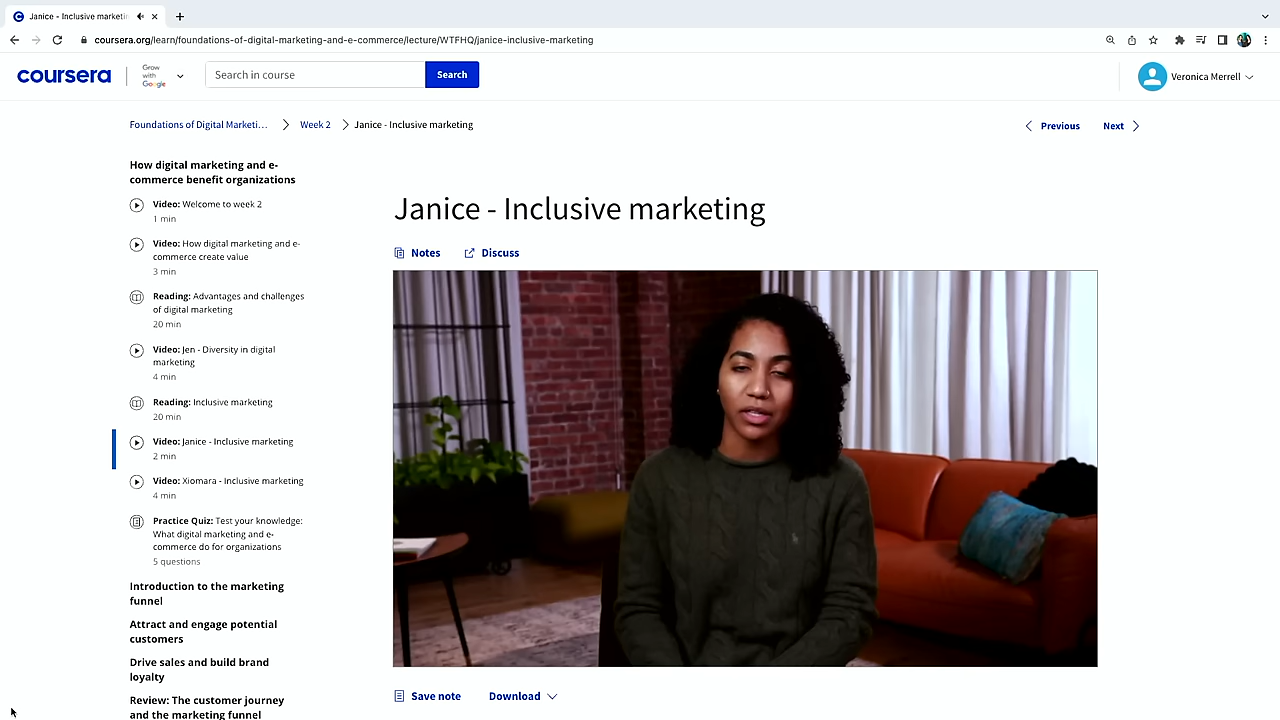 Janice - Inclusive marketin
coursera.org/learn/foundations-of-digital-marketing-and-e-commerce/lecture/WTFHQ/janice-inclusive-marketing
coursera
Grow
with
Google
Search in course
Search
Veronica Merrell
Foundations of Digital Marketi...
Week 2
Janice - Inclusive marketing
Previous
Next
How digital marketing and e-
commerce benefit organizations
Video: Welcome to week 2
1 min
Video: How digital marketing and e-
commerce create value
3 min
Reading: Advantages and challenges
of digital marketing
20 min
Video: Jen - Diversity in digital
marketing
4 min
Reading: Inclusive marketing
20 min
Video: Janice - Inclusive marketing
2 min
Video: Xiomara - Inclusive marketing
4 min
Practice Quiz: Test your knowledge:
What digital marketing and e-
commerce do for organizations
5 questions
Introduction to the marketing
funnel
Attract and engage potential
customers
Drive sales and build brand
loyalty
Review: The customer journey
and the marketing funnel
Janice - Inclusive marketing
Notes
Discuss
Save note
Download